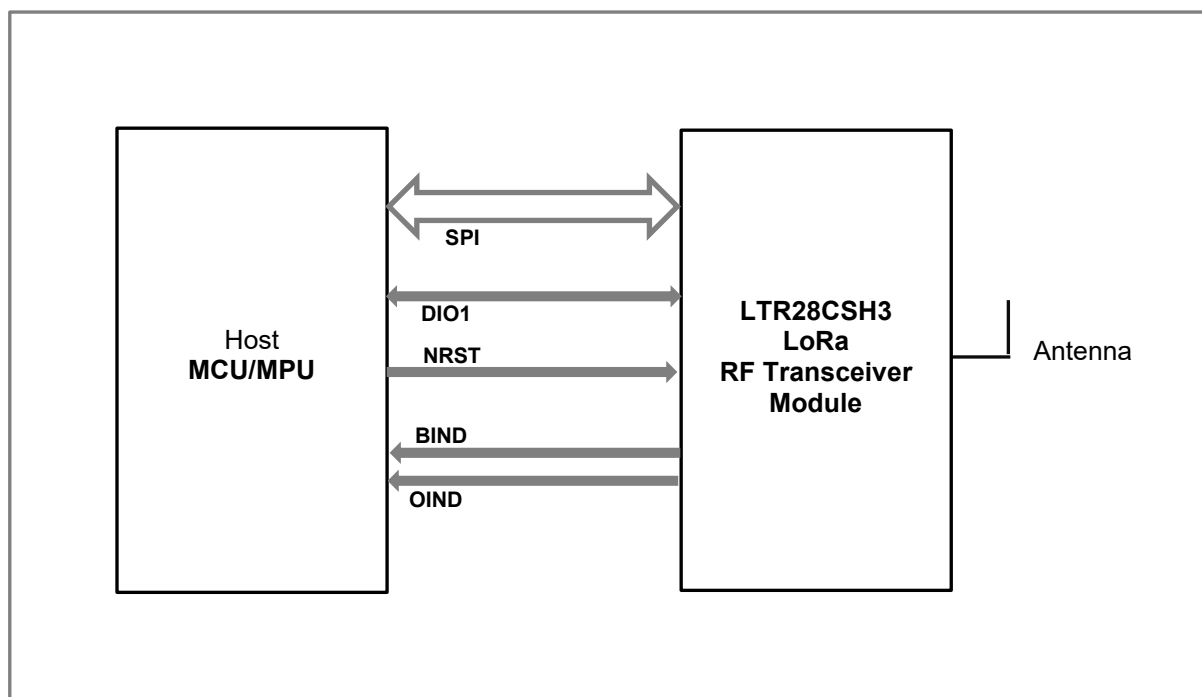 SPI
DIO1
NRST
BIND
OIND
Host
MCU/MPU
LTR28CSH3
LoRa
RF Transceiver
Module
Antenna